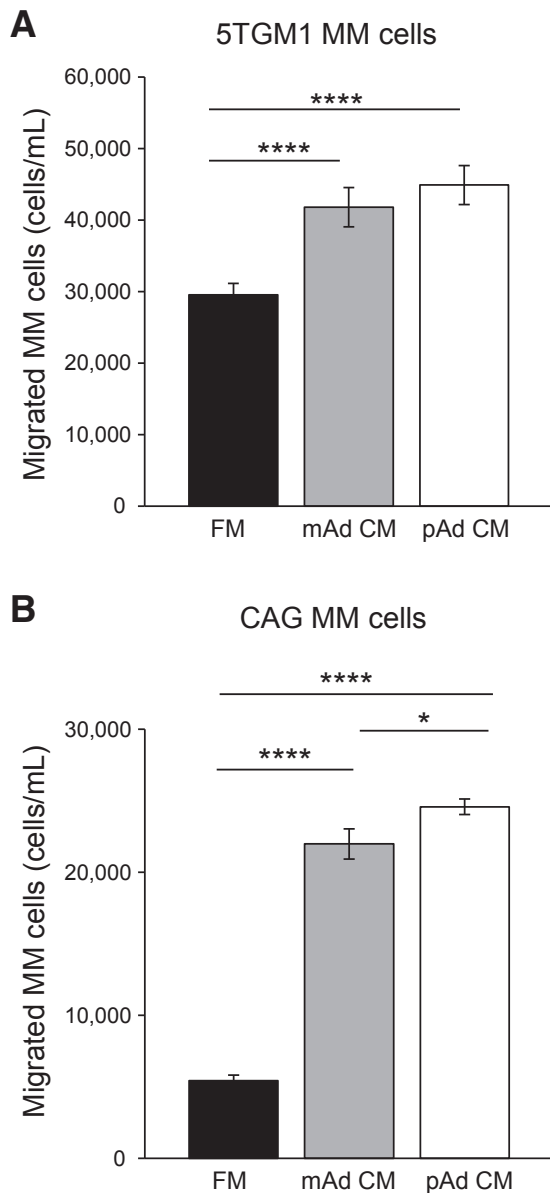 A
5TGM1 MM cells
Migrated MM cells (cells/mL)
60,000
50,000
40,000
30,000
20,000
10,000
0
****
****
FM mAd CM pAd CM
B
CAG MM cells
Migrated MM cells (cells/mL)
30,000
20,000
10,000
0
****
*
****
FM mAd CM pAd CM